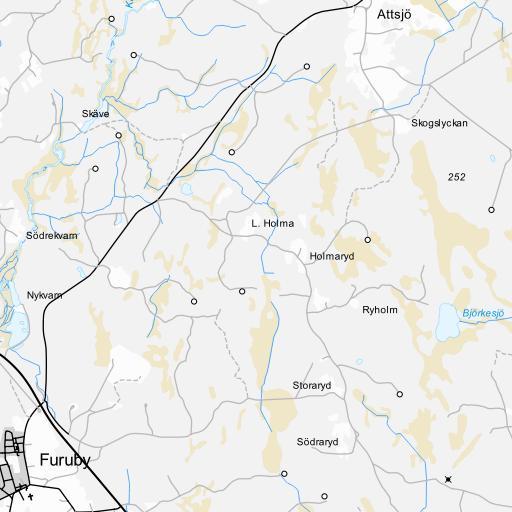 Attsjö
Skäve
Skogslyckan
252
L. Holma
Södrekvarn
Holmaryd
Nykvarn
Ryholm
Björkesjö
Storaryd
Södraryd
Furuby